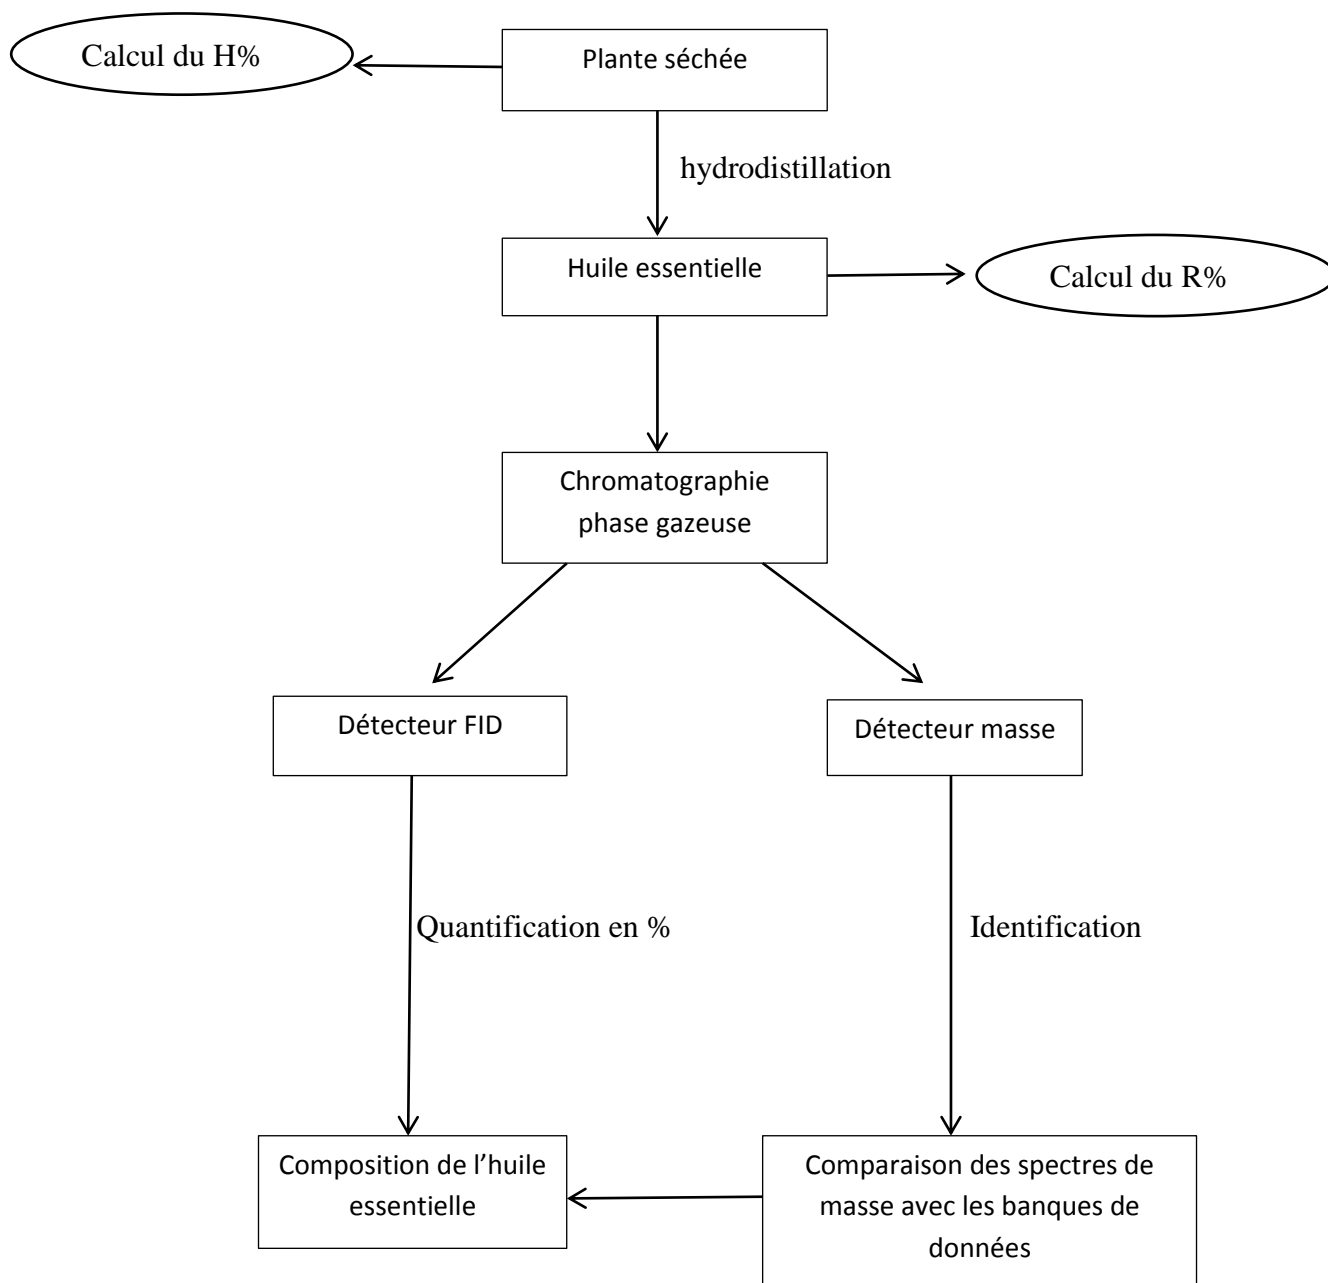 Calcul du H%
Plante séchée
hydrodistillation
Huile essentielle
Calcul du R%
Chromatographie
phase gazeuse
Détecteur FID
Détecteur masse
Quantification en %
Identification
Composition de l’huile
essentielle
Comparaison des spectres de
masse avec les banques de
données